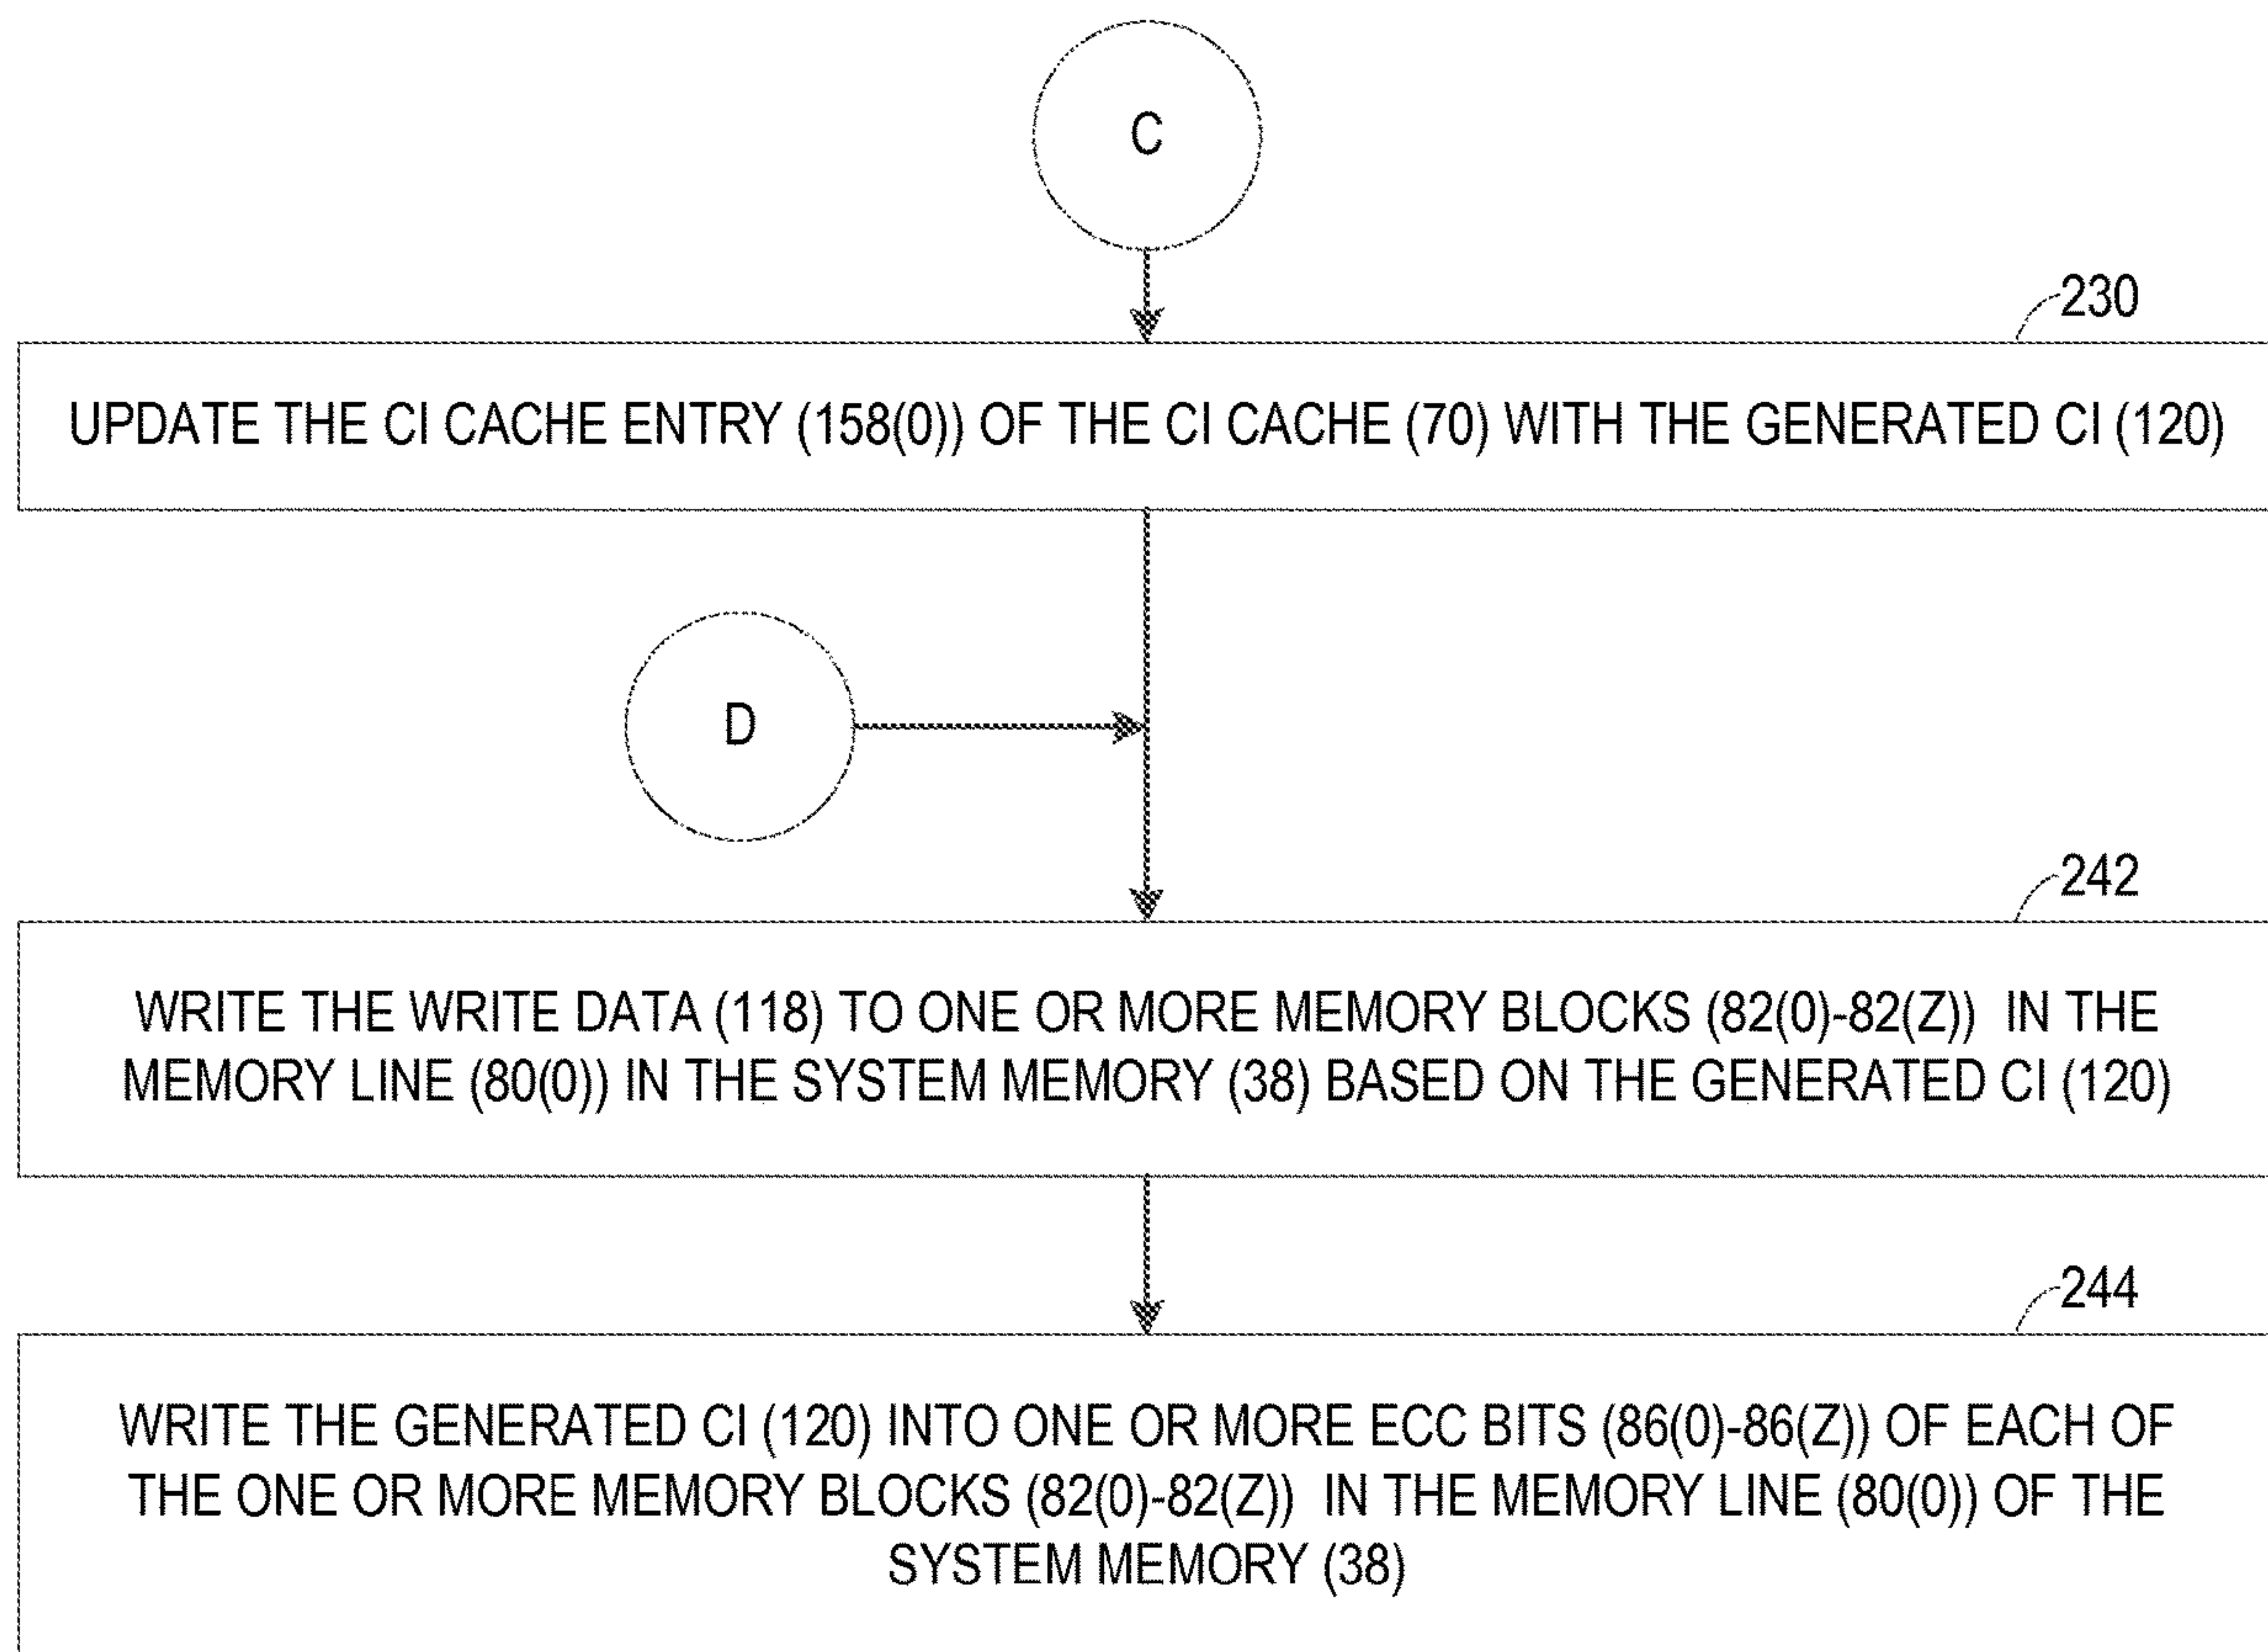 C
230
UPDATE THE CI CACHE ENTRY (158(0)) OF THE CI CACHE (70) WITH THE GENERATED CI (120)
D
242
WRITE THE WRITE DATA (118) TO ONE OR MORE MEMORY BLOCKS (82(0)-82(Z)) IN THE
MEMORY LINE (80(0)) IN THE SYSTEM MEMORY (38) BASED ON THE GENERATED CI (120)
244
WRITE THE GENERATED CI (120) INTO ONE OR MORE ECC BITS (86(0)-86(Z)) OF EACH OF
THE ONE OR MORE MEMORY BLOCKS (82(0)-82(Z)) IN THE MEMORY LINE (80(0)) OF THE
SYSTEM MEMORY (38)